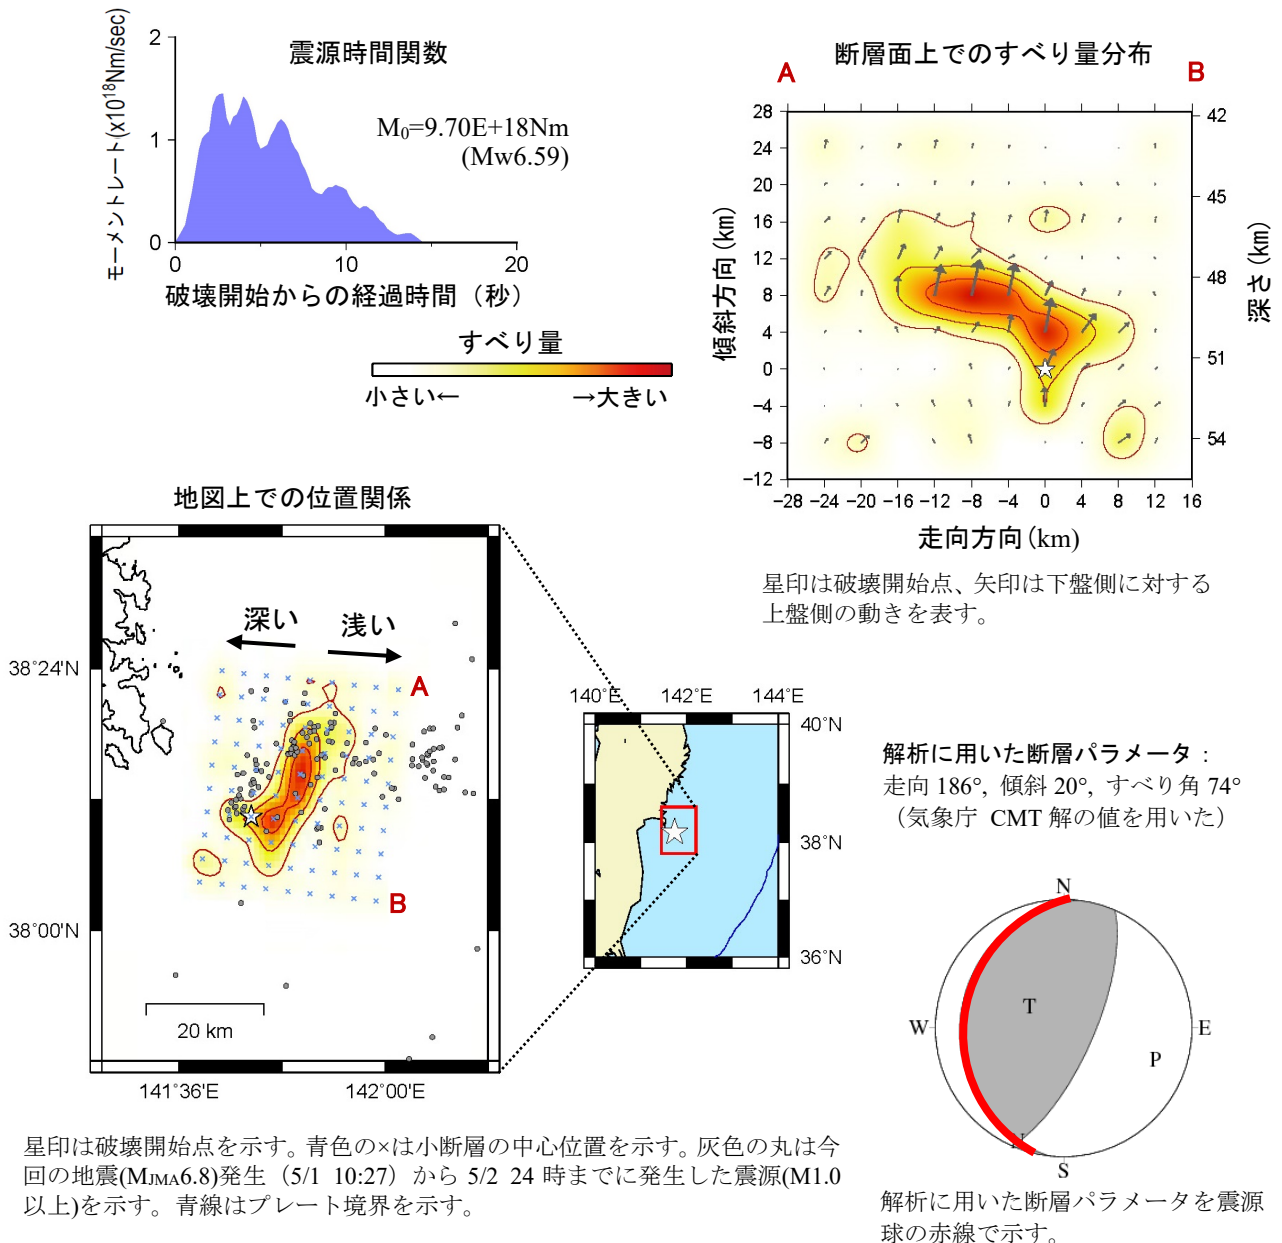 震源時間関数
モーメントレート(x10¹⁸Nm/sec)
2
1
0
M₀=9.70E+18Nm
(Mw6.59)
0 10 20
破壊開始からの経過時間（秒）
すべり量
小さい← →大きい
断層面上でのすべり量分布
A B
傾斜方向(km)
28
24
20
16
12
8
4
0
−4
−8
−12
42
45
48
51
54
深さ(km)
−28 −24 −20 −16 −12 −8 −4 0 4 8 12 16
走向方向(km)
星印は破壊開始点、矢印は下盤側に対する
上盤側の動きを表す。
地図上での位置関係
深い 浅い
38°24'N
A
B
38°00'N
20 km
141°36'E 142°00'E
140°E 142°E 144°E
40°N
38°N
36°N
解析に用いた断層パラメータ：
走向 186°, 傾斜 20°, すべり角 74°
（気象庁 CMT 解の値を用いた）
N
T
W E
P
S
星印は破壊開始点を示す。青色の×は小断層の中心位置を示す。灰色の丸は今
回の地震(MJMA6.8)発生（5/1 10:27）から 5/2 24 時までに発生した震源(M1.0
以上)を示す。青線はプレート境界を示す。
解析に用いた断層パラメータを震源
球の赤線で示す。